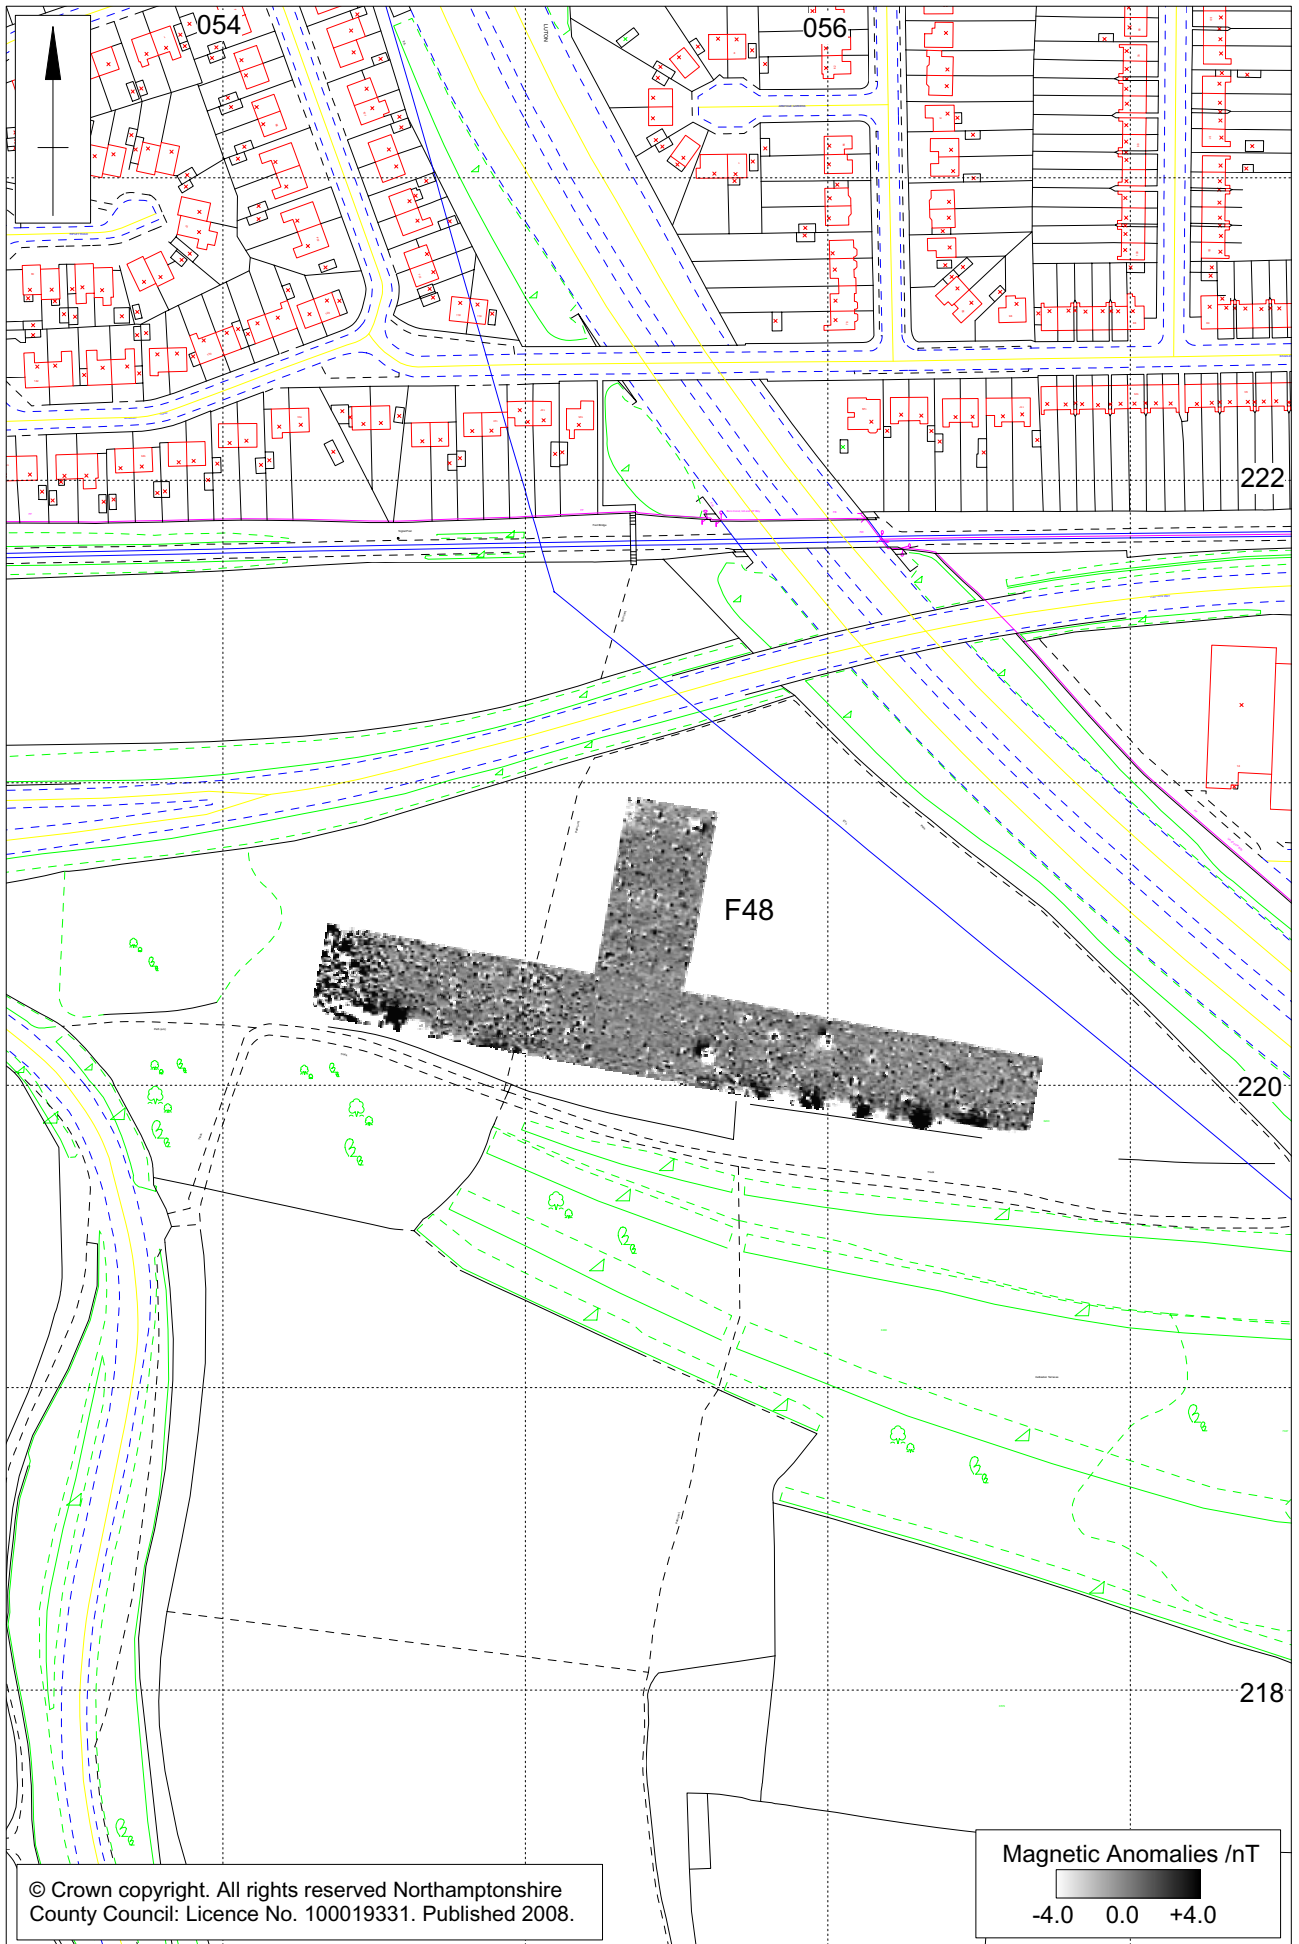 054
056
LUTON
222
F48
220
218
Magnetic Anomalies /nT
-4.0 0.0 +4.0
© Crown copyright. All rights reserved Northamptonshire
County Council: Licence No. 100019331. Published 2008.